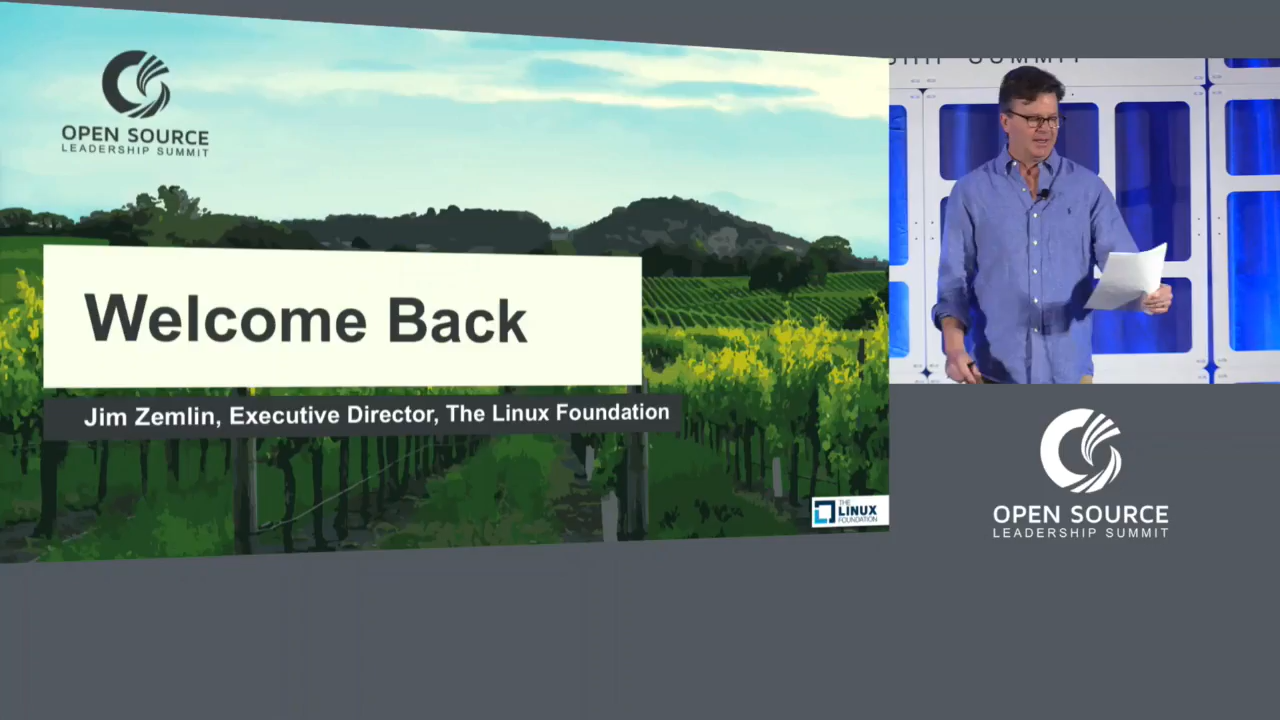 OPEN SOURCE
LEADERSHIP SUMMIT
Welcome Back
Jim Zemlin, Executive Director, The Linux Foundation
THE
LINUX
FOUNDATION
SUMMIT
OPEN SOURCE
LEADERSHIP SUMMIT